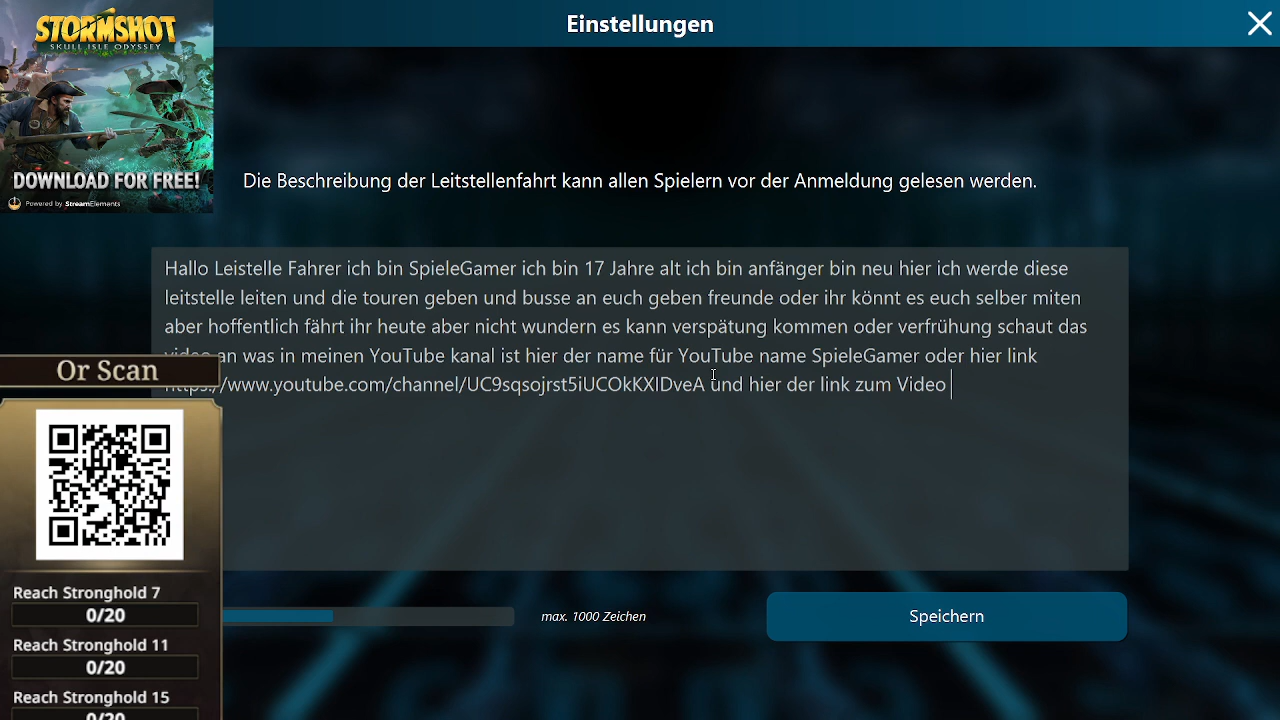 STORMSHOT
SKULL ISLE ODYSSEY
DOWNLOAD FOR FREE!
Powered by StreamElements
Einstellungen
Die Beschreibung der Leitstellenfahrt kann allen Spielern vor der Anmeldung gelesen werden.
Hallo Leistelle Fahrer ich bin SpieleGamer ich bin 17 Jahre alt ich bin anfänger bin neu hier ich werde diese
leitstelle leiten und die touren geben und busse an euch geben freunde oder ihr könnt es euch selber miten
aber hoffentlich fährt ihr heute aber nicht wundern es kann verspätung kommen oder verfrühung schaut das
video an was in meinen YouTube kanal ist hier der name für YouTube name SpieleGamer oder hier link
https://www.youtube.com/channel/UC9sqsojrst5iUCOkKXIDveA und hier der link zum Video
Or Scan
Reach Stronghold 7
0/20
Reach Stronghold 11
0/20
Reach Stronghold 15
0/20
max. 1000 Zeichen
Speichern